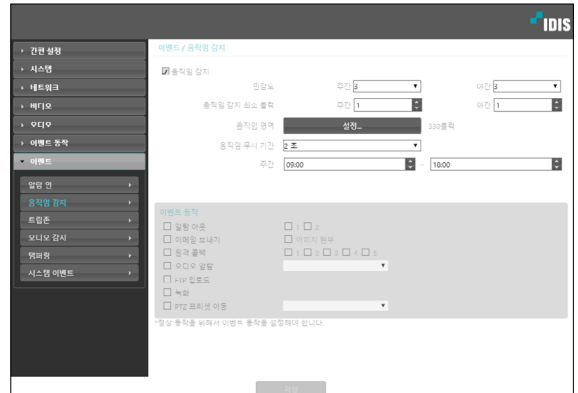 IDIS
간편 설정
시스템
네트워크
비디오
오디오
이벤트 동작
이벤트
알람 인
움직임 감지
트립존
오디오 감지
탬퍼링
시스템 이벤트
이벤트 / 움직임 감지
움직임 감지
민감도 주간 3 야간 3
움직임 감지 최소 블럭 주간 1 야간 1
움직임 영역 설정... 330블럭
움직임 무시 기간 2 초
주간 09:00 ~ 18:00
이벤트 동작
알람 아웃 1 2
이메일 보내기 이미지 첨부
원격 콜백 1 2 3 4 5
오디오 알람
FTP 업로드
녹화
PTZ 프리셋 이동
*정상 동작을 위해서 이벤트 동작을 설정해야 합니다.
저장